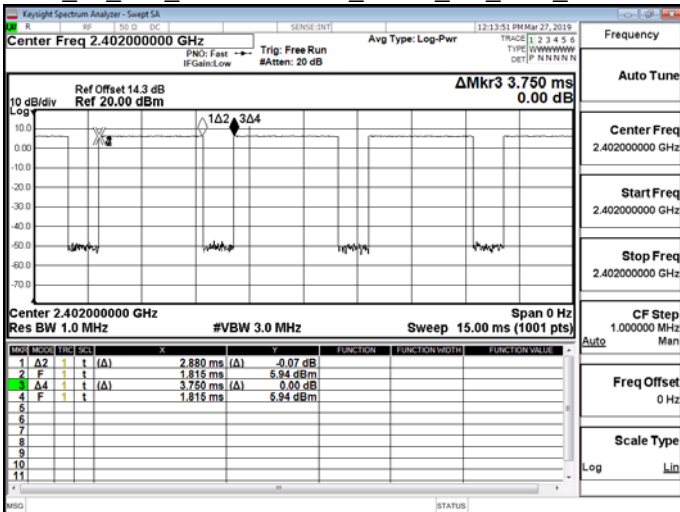 Keysight Spectrum Analyzer - Swept SA
R RF 50 Ω DC SENSE:INT 12:13:51 PM Mar 27, 2019
Center Freq 2.402000000 GHz
PNO: Fast
IFGain:Low
Trig: Free Run
#Atten: 20 dB
Avg Type: Log-Pwr
TRACE 1 2 3 4 5 6
TYPE WWWWWW
DET P N N N N N
Ref Offset 14.3 dB
Ref 20.00 dBm
ΔMkr3 3.750 ms
0.00 dB
10 dB/div
Log
10.0
0.00
-10.0
-20.0
-30.0
-40.0
-50.0
-60.0
-70.0
1Δ2 3Δ4
Center 2.402000000 GHz
Span 0 Hz
Res BW 1.0 MHz
#VBW 3.0 MHz
Sweep 15.00 ms (1001 pts)
MKR MODE TRC SCL X Y FUNCTION FUNCTION WIDTH FUNCTION VALUE
1 Δ2 1 t (Δ) 2.880 ms (Δ) -0.07 dB
2 F 1 t 1.815 ms 5.94 dBm
3 Δ4 1 t (Δ) 3.750 ms (Δ) 0.00 dB
4 F 1 t 1.815 ms 5.94 dBm
5
6
7
8
9
10
11
MSG
STATUS
Frequency
Auto Tune
Center Freq
2.402000000 GHz
Start Freq
2.402000000 GHz
Stop Freq
2.402000000 GHz
CF Step
1.000000 MHz
Auto Man
Freq Offset
0 Hz
Scale Type
Log Lin